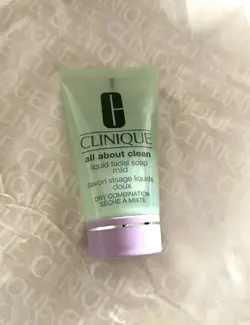 CLINIQUE
all about clean
liquid facial soap
mild
savon visage liquide
doux
DRY COMBINATION
SÈCHE À MIXTE